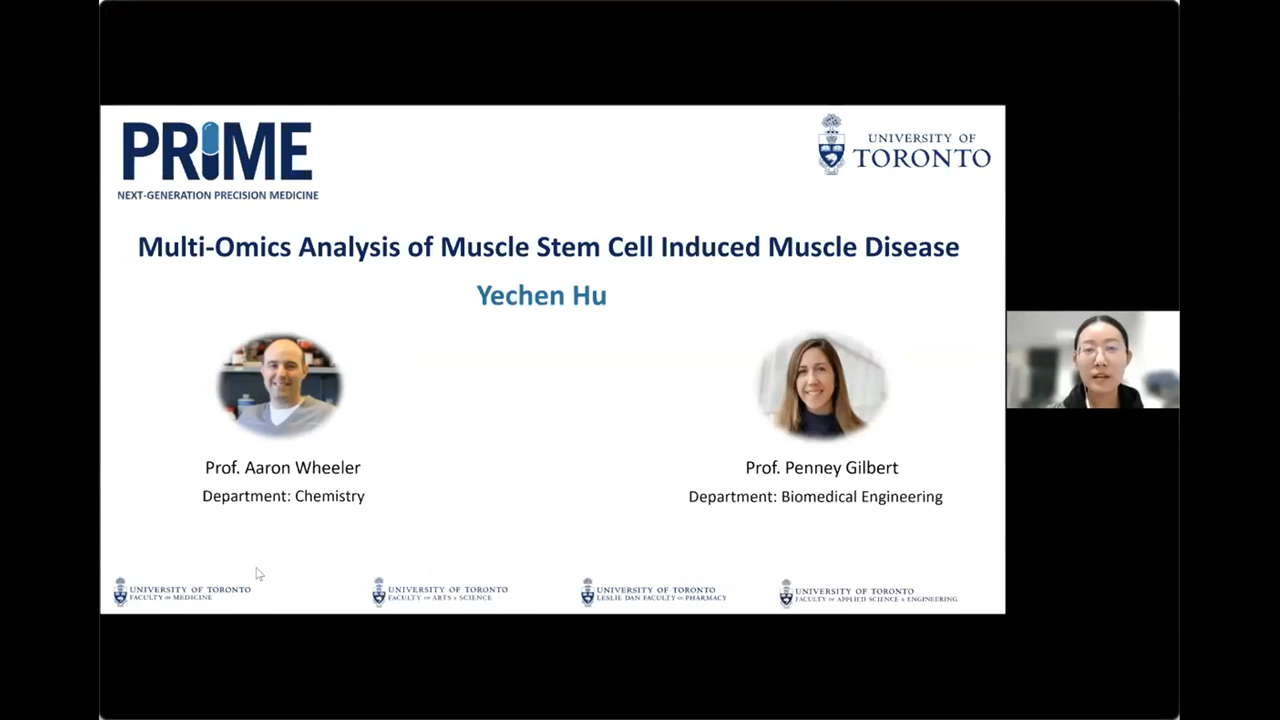 PRIME
NEXT-GENERATION PRECISION MEDICINE
UNIVERSITY OF
TORONTO
Multi-Omics Analysis of Muscle Stem Cell Induced Muscle Disease
Yechen Hu
Prof. Aaron Wheeler
Department: Chemistry
Prof. Penney Gilbert
Department: Biomedical Engineering
UNIVERSITY OF TORONTO
FACULTY OF MEDICINE
UNIVERSITY OF TORONTO
FACULTY OF ARTS & SCIENCE
UNIVERSITY OF TORONTO
LESLIE DAN FACULTY OF PHARMACY
UNIVERSITY OF TORONTO
FACULTY OF APPLIED SCIENCE & ENGINEERING